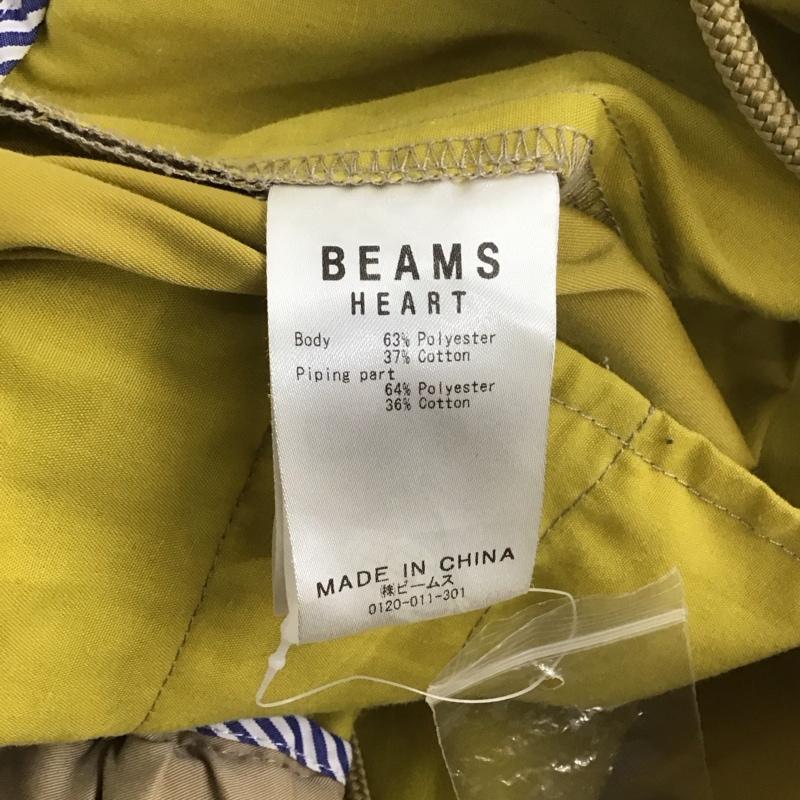 BEAMS
HEART
Body 63% Polyester
37% Cotton
Piping part
64% Polyester
36% Cotton
MADE IN CHINA
㈱ビームス
0120-011-301